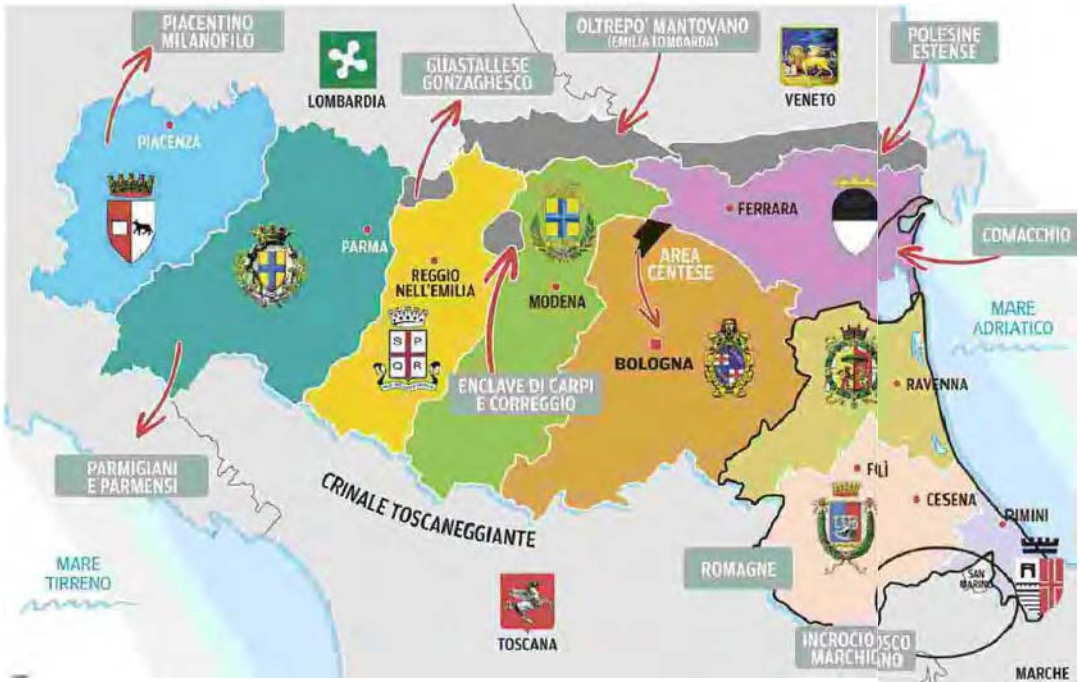 PIACENTINO
MILANOFILO
LOMBARDIA
GUASTALLESE
GONZAGHESCO
OLTREPO' MANTOVANO
(EMILIA LOMBARDA)
VENETO
POLESINE
ESTENSE
PIACENZA
PARMA
REGGIO
NELL'EMILIA
MODENA
FERRARA
AREA
CENTESE
COMACCHIO
BOLOGNA
MARE
ADRIATICO
RAVENNA
S P
Q R
ENCLAVE DI CARPI
E CORREGGIO
PARMIGIANI
E PARMENSI
CRINALE TOSCANEGGIANTE
CESENA
RIMINI
MARE
TIRRENO
ROMAGNE
SAN
MARINO
TOSCANA
INCROCIO
MARCHE